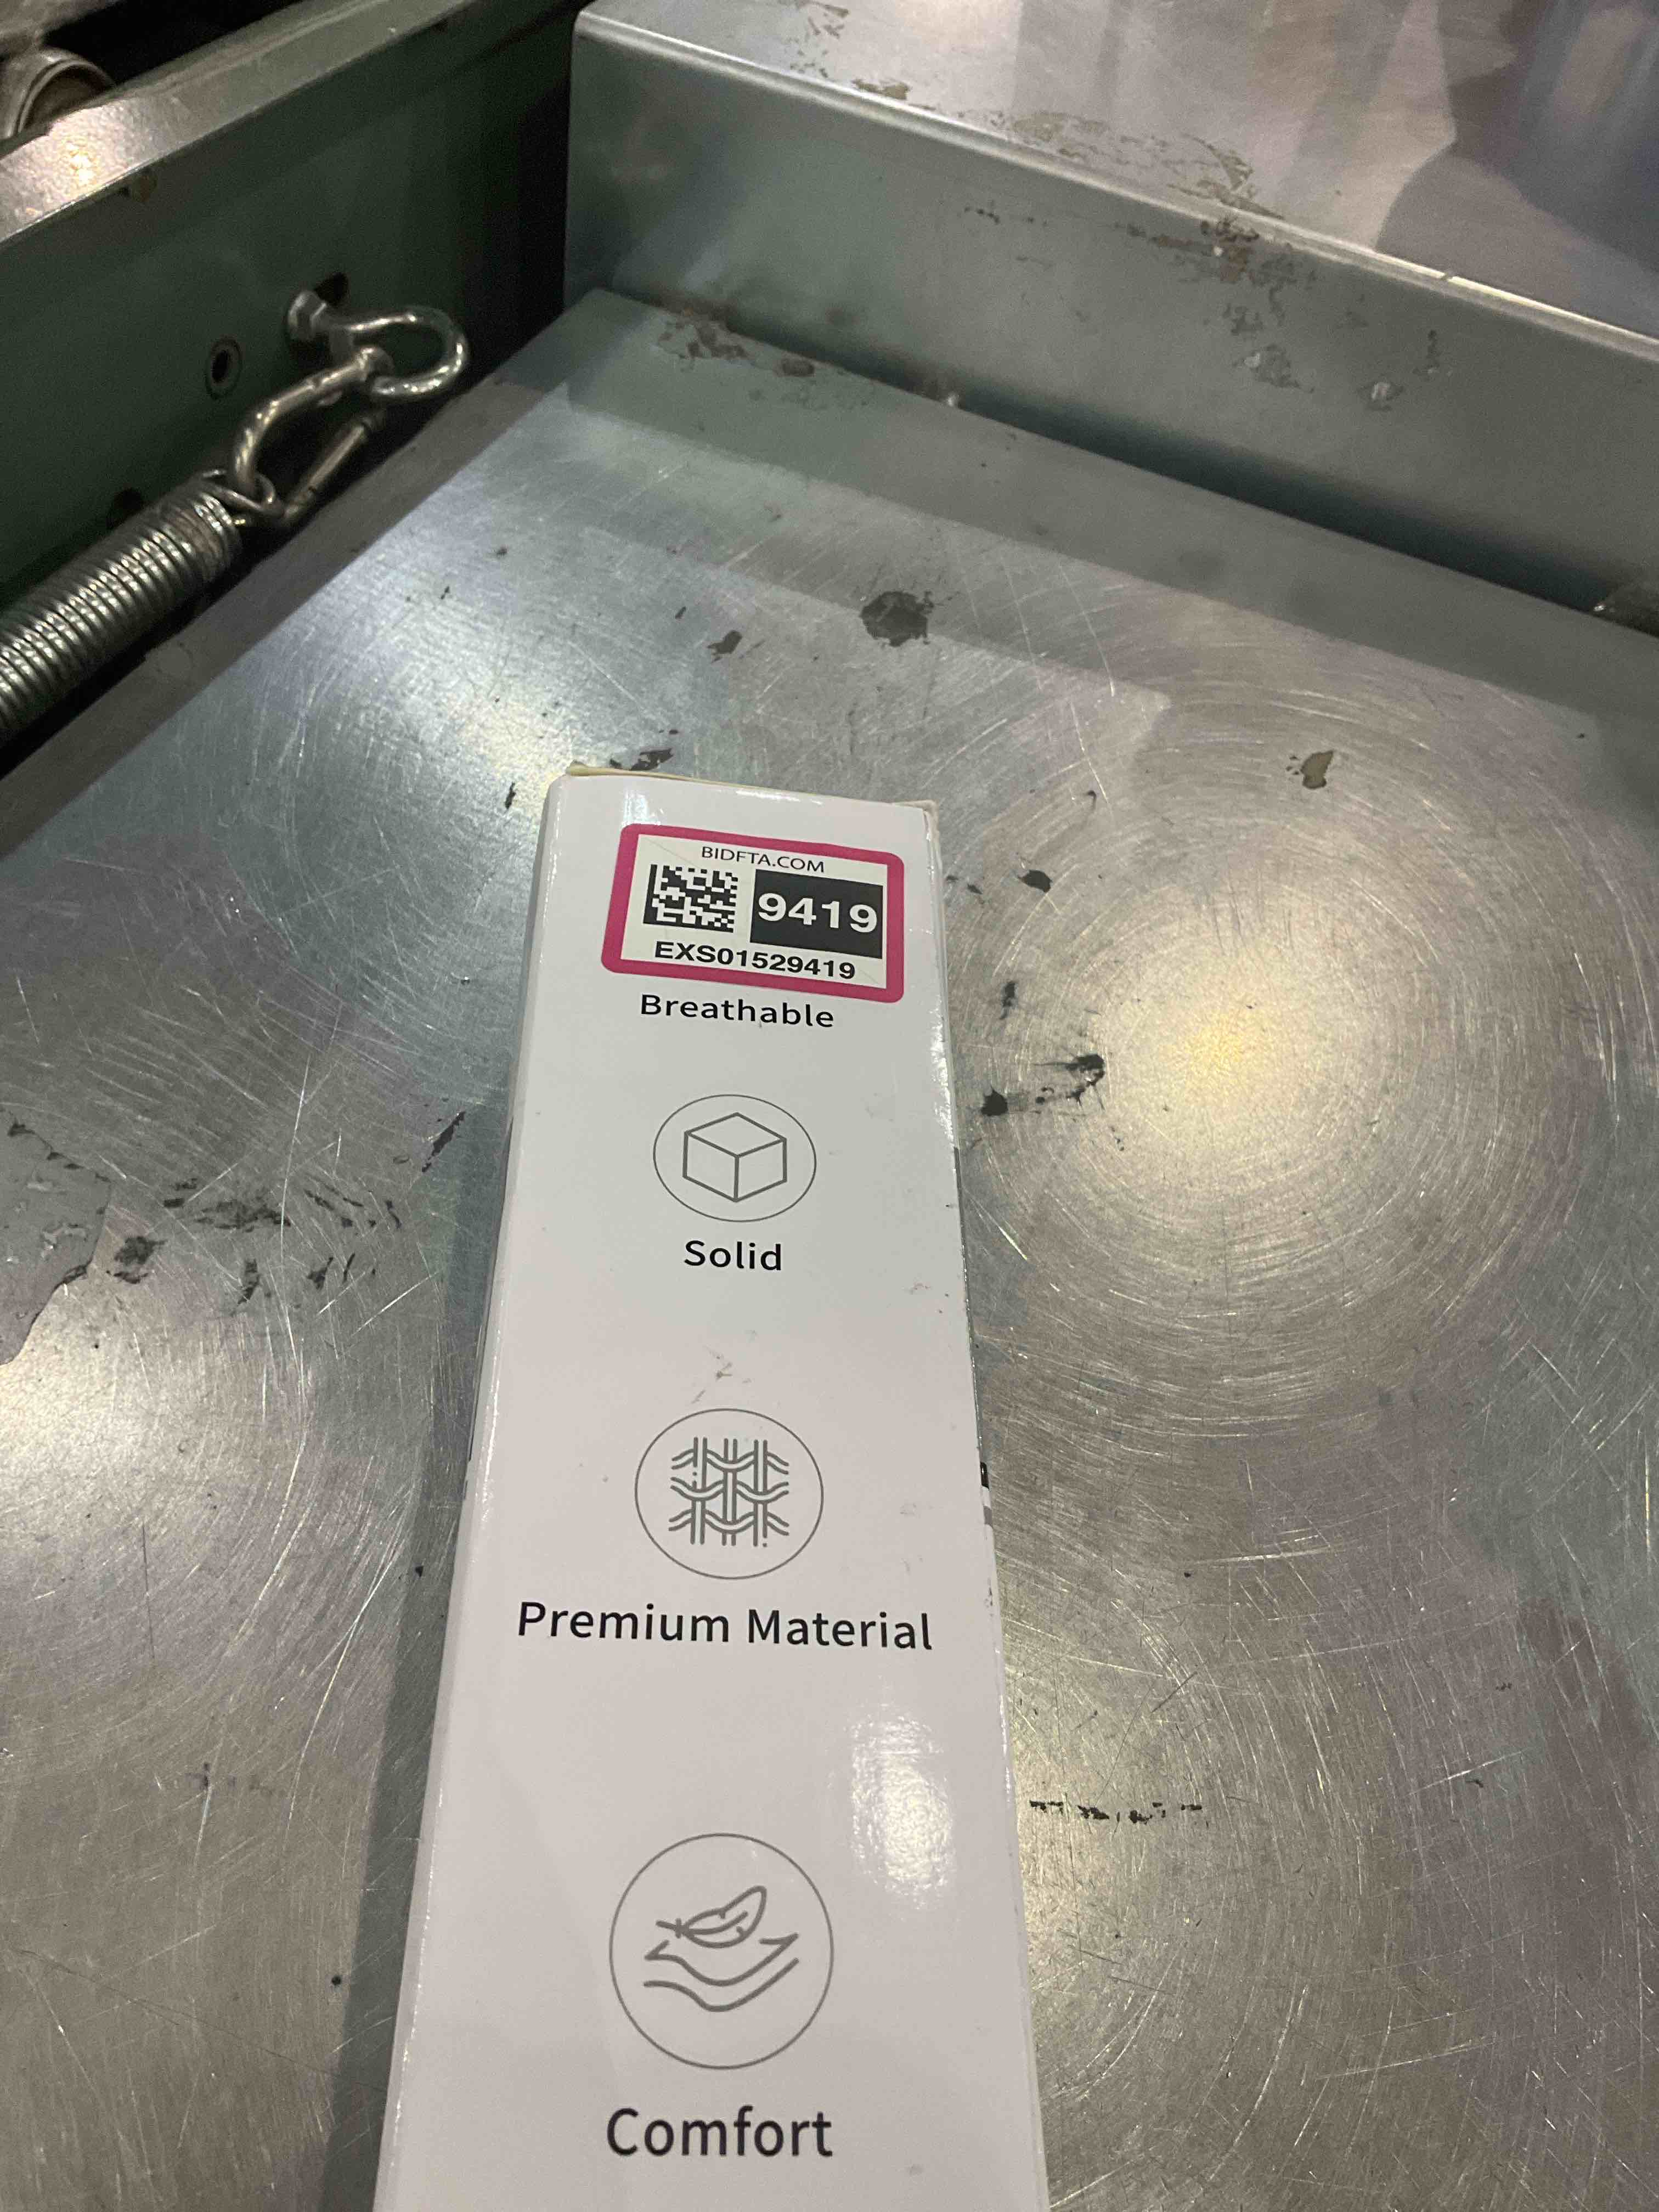 BIDFTA.COM
9419
EXS01529419
Breathable
Solid
Premium Material
Comfort